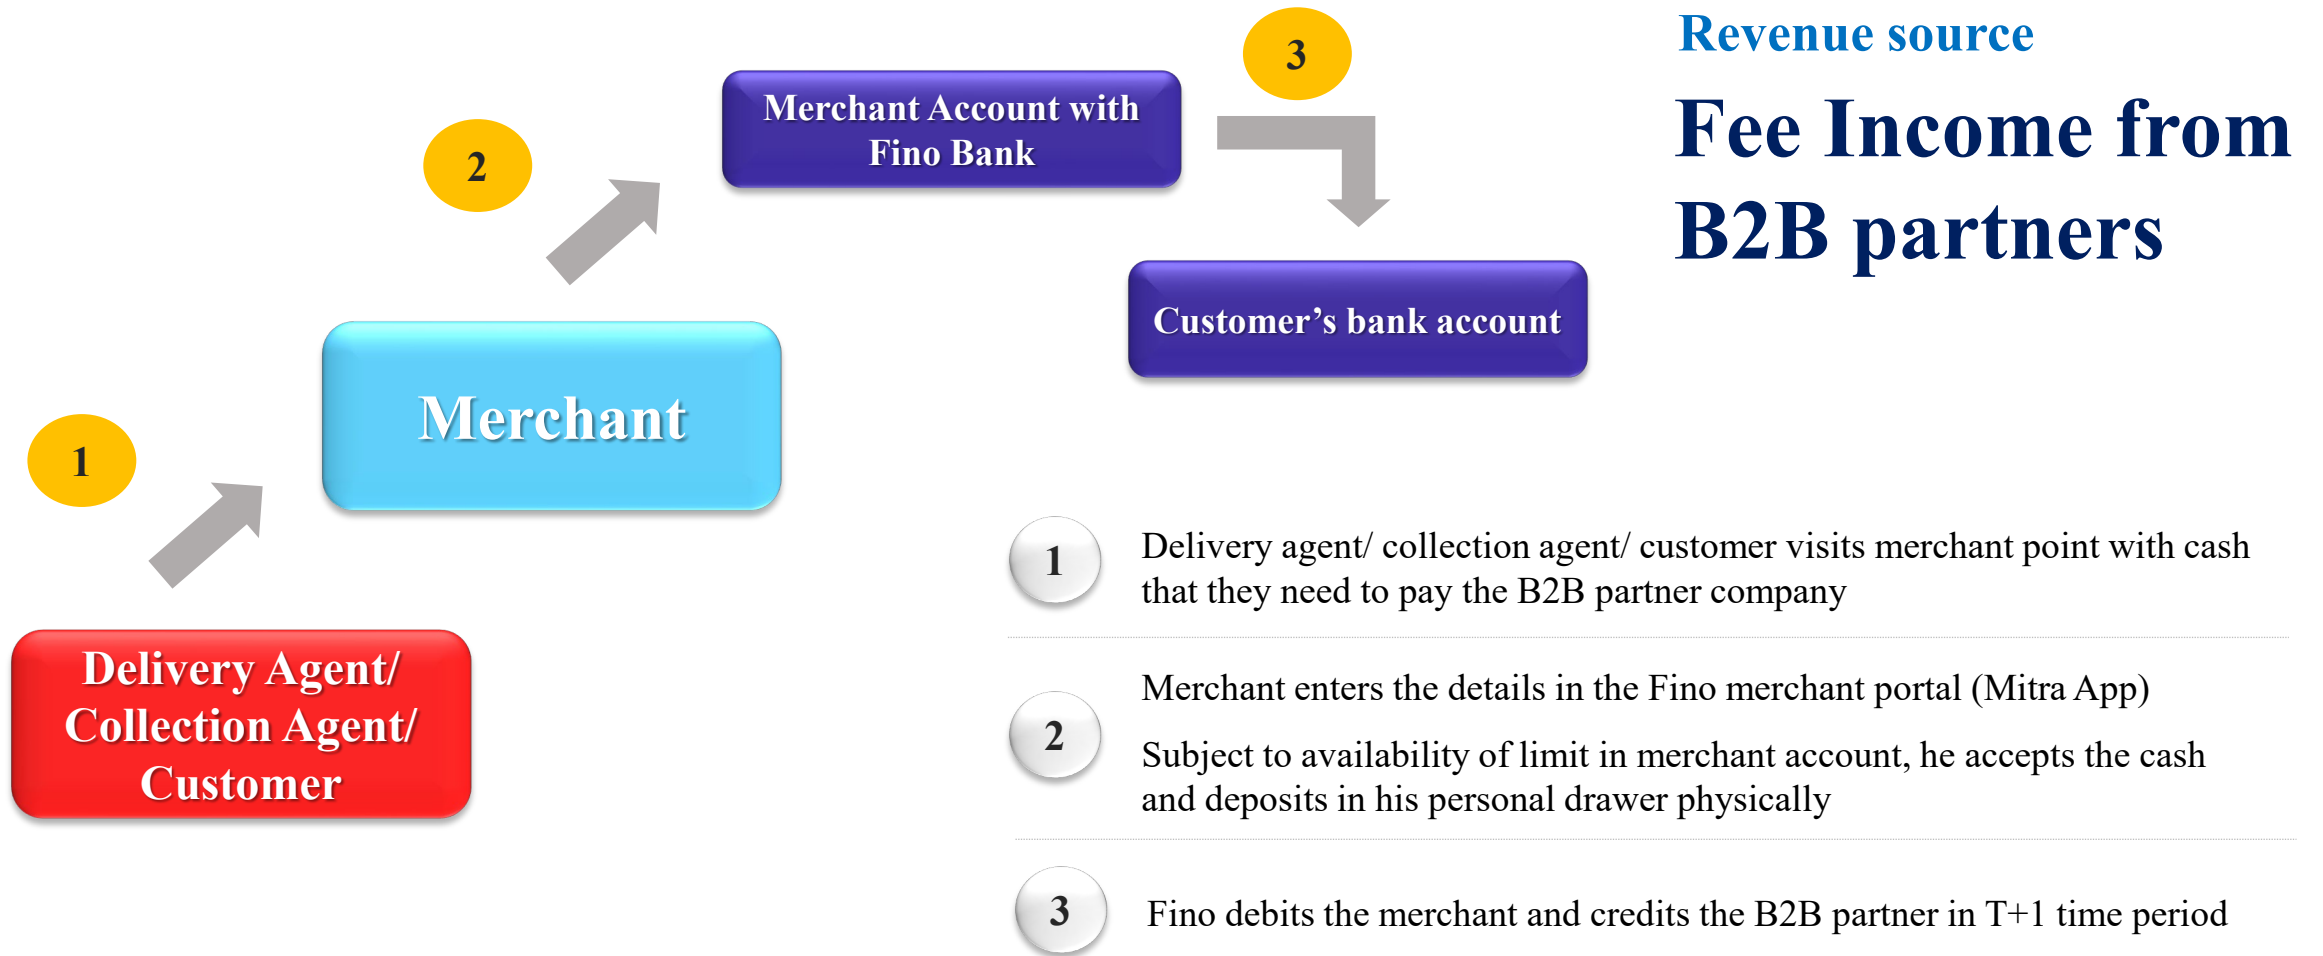 Revenue source
Fee Income from
B2B partners
3
Merchant Account with
Fino Bank
2
Customer’s bank account
Merchant
1
Delivery Agent/
Collection Agent/
Customer
1
Delivery agent/ collection agent/ customer visits merchant point with cash
that they need to pay the B2B partner company
2
Merchant enters the details in the Fino merchant portal (Mitra App)
Subject to availability of limit in merchant account, he accepts the cash
and deposits in his personal drawer physically
3
Fino debits the merchant and credits the B2B partner in T+1 time period